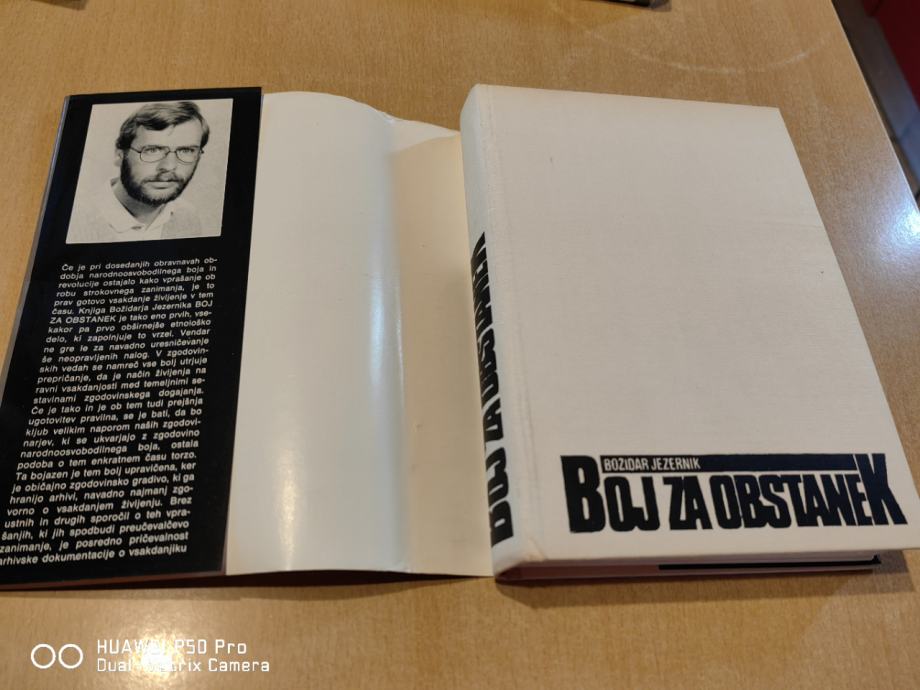 Če je pri dosedanjih obravnavah ob-
dobja narodnoosvobodilnega boja in
revolucije ostajalo kako vprašanje ob
robu strokovnega zanimanja, je to
prav gotovo vsakdanje življenje v tem
času. Knjiga Božidarja Jezernika BOJ
ZA OBSTANEK je tako eno prvih, vse-
kakor pa prvo obširnejše etnološko
delo, ki zapolnjuje to vrzel. Vendar
ne gre le za navadno uresničevanje
še neopravljenih nalog. V zgodovin-
skih vedah se namreč vse bolj utrjuje
prepričanje, da je način življenja na
ravni vsakdanjosti med temeljnimi se-
stavinami zgodovinskega dogajanja.
Če je tako in je ob tem tudi prejšnja
ugotovitev pravilna, se je bati, da bo
kljub velikim naporom naših zgodovi-
narjev, ki se ukvarjajo z zgodovino
narodnoosvobodilnega boja, ostala
podoba o tem enkratnem času torzo.
Ta bojazen je tem bolj upravičena, ker
je običajno zgodovinsko gradivo, ki ga
hranijo arhivi, navadno najmanj zgo-
vorno o vsakdanjem življenju. Brez
ustnih in drugih sporočil o teh vpra-
šanjih, ki jih spodbudi preučevalčevo
zanimanje, je posredno pričevalnost
arhivske dokumentacije o vsakdanjiku
BOJ ZA OBSTANEK
BOŽIDAR JEZERNIK
BOJ ZA OBSTANEK
HUAWEI P50 Pro
Dual-Matrix Camera